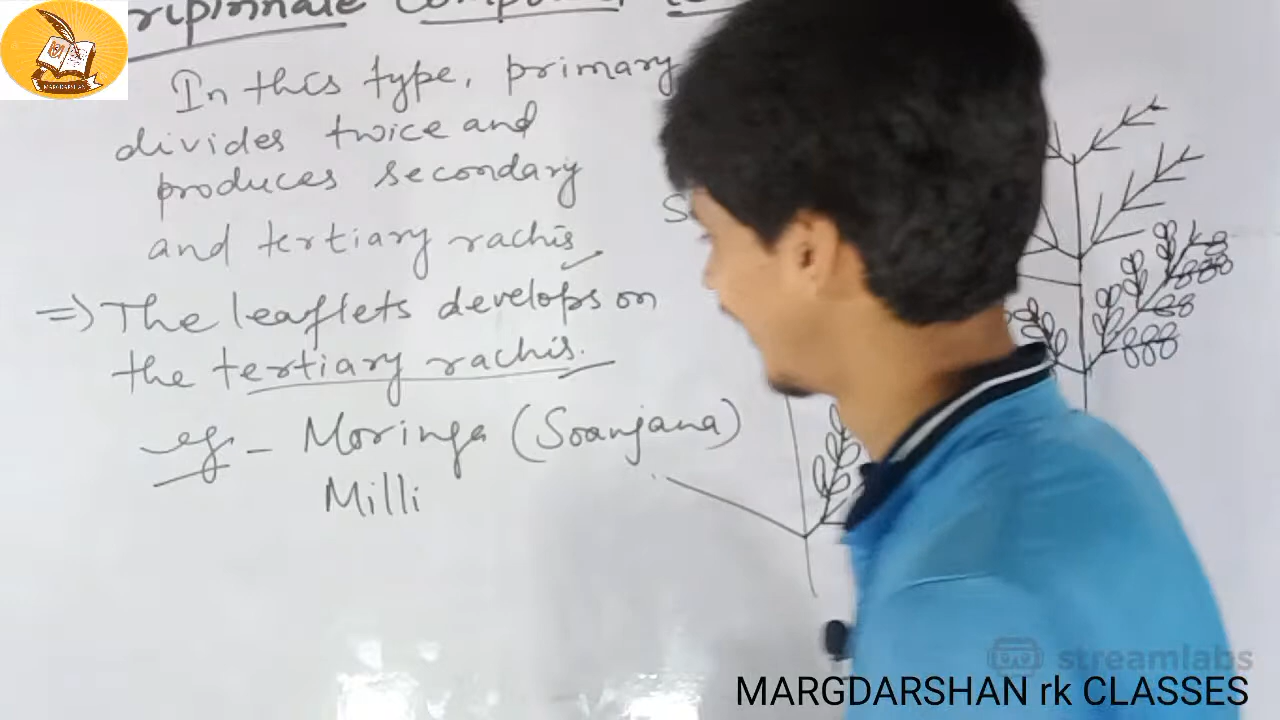 MARGDARSHAN
In this type, primary
divides twice and
produces secondary
and tertiary rachis
=> The leaflets develops on
the tertiary rachis.
eg - Moringa (Soanjana)
Milli
streamlabs
MARGDARSHAN rk CLASSES